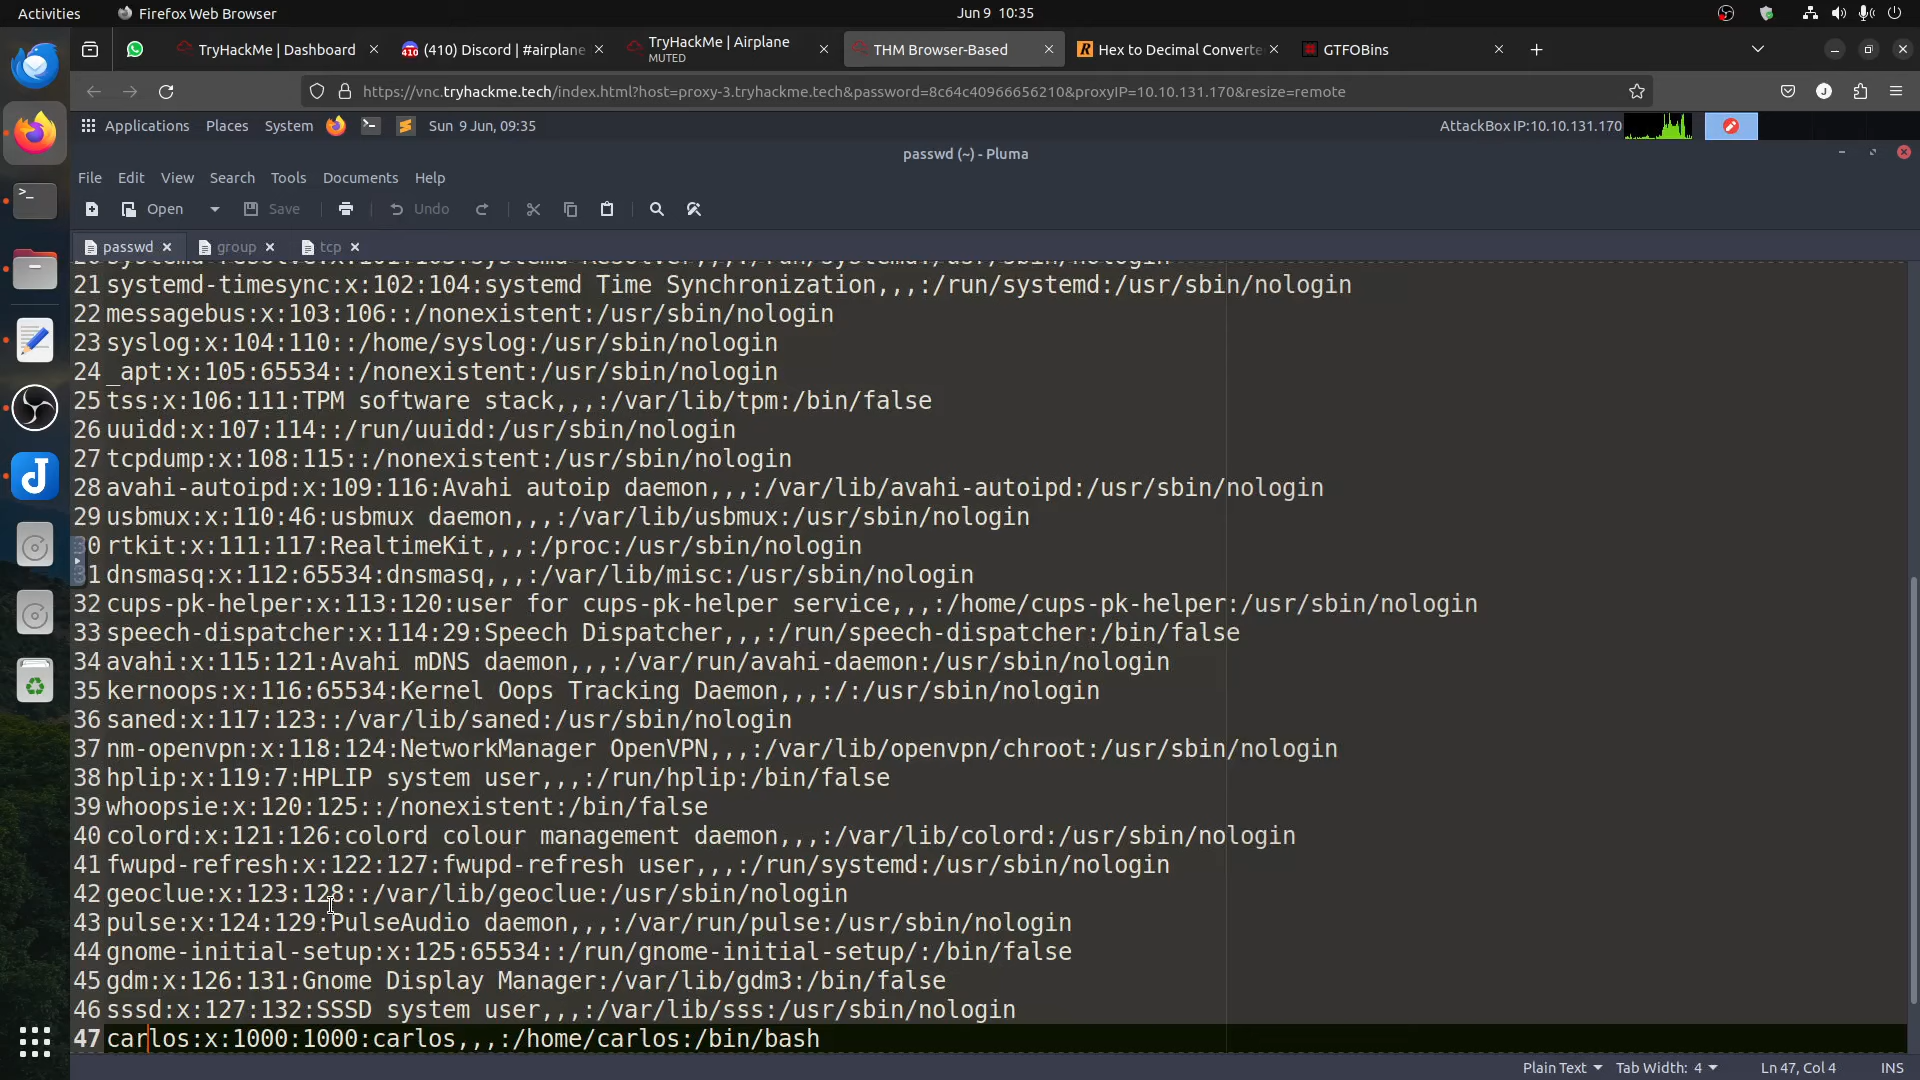 Activities
Firefox Web Browser
Jun 9 10:35
TryHackMe | Dashboard
(410) Discord | #airplane
TryHackMe | Airplane
MUTED
THM Browser-Based
Hex to Decimal Converte
GTFOBins
https://vnc.tryhackme.tech/index.html?host=proxy-3.tryhackme.tech&password=8c64c40966656210&proxyIP=10.10.131.170&resize=remote
Applications Places System Sun 9 Jun, 09:35 AttackBox IP:10.10.131.170
passwd (~) - Pluma
File Edit View Search Tools Documents Help
Open Save Undo
passwd group tcp
21 systemd-timesync:x:102:104:systemd Time Synchronization,,,:/run/systemd:/usr/sbin/nologin
22 messagebus:x:103:106::/nonexistent:/usr/sbin/nologin
23 syslog:x:104:110::/home/syslog:/usr/sbin/nologin
24 _apt:x:105:65534::/nonexistent:/usr/sbin/nologin
25 tss:x:106:111:TPM software stack,,,:/var/lib/tpm:/bin/false
26 uuidd:x:107:114::/run/uuidd:/usr/sbin/nologin
27 tcpdump:x:108:115::/nonexistent:/usr/sbin/nologin
28 avahi-autoipd:x:109:116:Avahi autoip daemon,,,:/var/lib/avahi-autoipd:/usr/sbin/nologin
29 usbmux:x:110:46:usbmux daemon,,,:/var/lib/usbmux:/usr/sbin/nologin
0 rtkit:x:111:117:RealtimeKit,,,:/proc:/usr/sbin/nologin
1 dnsmasq:x:112:65534:dnsmasq,,,:/var/lib/misc:/usr/sbin/nologin
32 cups-pk-helper:x:113:120:user for cups-pk-helper service,,,:/home/cups-pk-helper:/usr/sbin/nologin
33 speech-dispatcher:x:114:29:Speech Dispatcher,,,:/run/speech-dispatcher:/bin/false
34 avahi:x:115:121:Avahi mDNS daemon,,,:/var/run/avahi-daemon:/usr/sbin/nologin
35 kernoops:x:116:65534:Kernel Oops Tracking Daemon,,,:/:/usr/sbin/nologin
36 saned:x:117:123::/var/lib/saned:/usr/sbin/nologin
37 nm-openvpn:x:118:124:NetworkManager OpenVPN,,,:/var/lib/openvpn/chroot:/usr/sbin/nologin
38 hplip:x:119:7:HPLIP system user,,,:/run/hplip:/bin/false
39 whoopsie:x:120:125::/nonexistent:/bin/false
40 colord:x:121:126:colord colour management daemon,,,:/var/lib/colord:/usr/sbin/nologin
41 fwupd-refresh:x:122:127:fwupd-refresh user,,,:/run/systemd:/usr/sbin/nologin
42 geoclue:x:123:128::/var/lib/geoclue:/usr/sbin/nologin
43 pulse:x:124:129:PulseAudio daemon,,,:/var/run/pulse:/usr/sbin/nologin
44 gnome-initial-setup:x:125:65534::/run/gnome-initial-setup/:/bin/false
45 gdm:x:126:131:Gnome Display Manager:/var/lib/gdm3:/bin/false
46 sssd:x:127:132:SSSD system user,,,:/var/lib/sss:/usr/sbin/nologin
47 carlos:x:1000:1000:carlos,,,:/home/carlos:/bin/bash
Plain Text Tab Width: 4 Ln 47, Col 4 INS